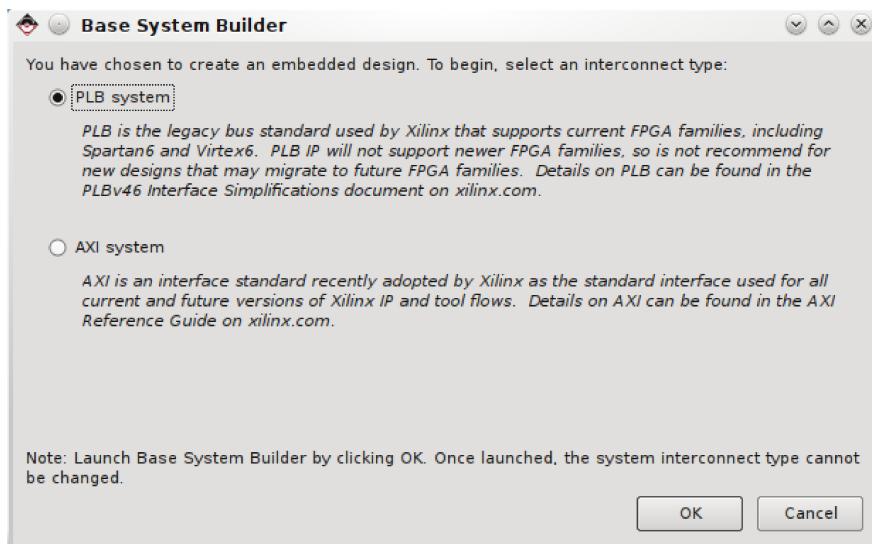 Base System Builder
You have chosen to create an embedded design. To begin, select an interconnect type:
PLB system
PLB is the legacy bus standard used by Xilinx that supports current FPGA families, including
Spartan6 and Virtex6. PLB IP will not support newer FPGA families, so is not recommend for
new designs that may migrate to future FPGA families. Details on PLB can be found in the
PLBv46 Interface Simplifications document on xilinx.com.
AXI system
AXI is an interface standard recently adopted by Xilinx as the standard interface used for all
current and future versions of Xilinx IP and tool flows. Details on AXI can be found in the AXI
Reference Guide on xilinx.com.
Note: Launch Base System Builder by clicking OK. Once launched, the system interconnect type cannot
be changed.
OK Cancel